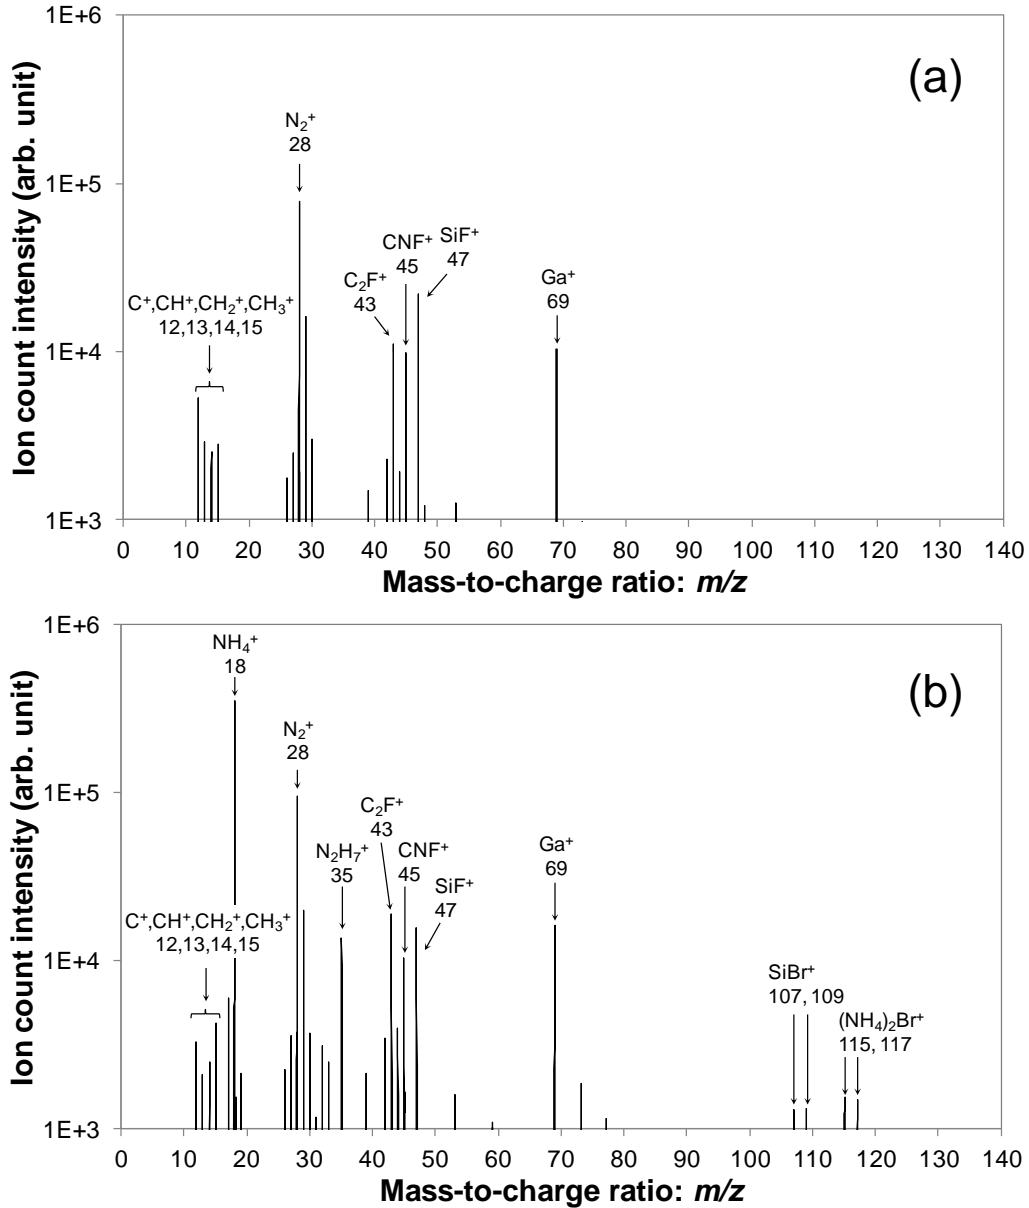 1E+6
(a)
N₂⁺
28
1E+5
CNF⁺ SiF⁺
45 47
C₂F⁺
43
Ga⁺
69
C⁺,CH⁺,CH₂⁺,CH₃⁺
12,13,14,15
1E+4
1E+3
Ion count intensity (arb. unit)
0 10 20 30 40 50 60 70 80 90 100 110 120 130 140
Mass-to-charge ratio: m/z
1E+6
NH₄⁺
18
(b)
N₂⁺
28
1E+5
C₂F⁺
43
N₂H₇⁺
35
CNF⁺
45
Ga⁺
69
SiF⁺
47
C⁺,CH⁺,CH₂⁺,CH₃⁺
12,13,14,15
1E+4
SiBr⁺
107, 109
(NH₄)₂Br⁺
115, 117
1E+3
Ion count intensity (arb. unit)
0 10 20 30 40 50 60 70 80 90 100 110 120 130 140
Mass-to-charge ratio: m/z